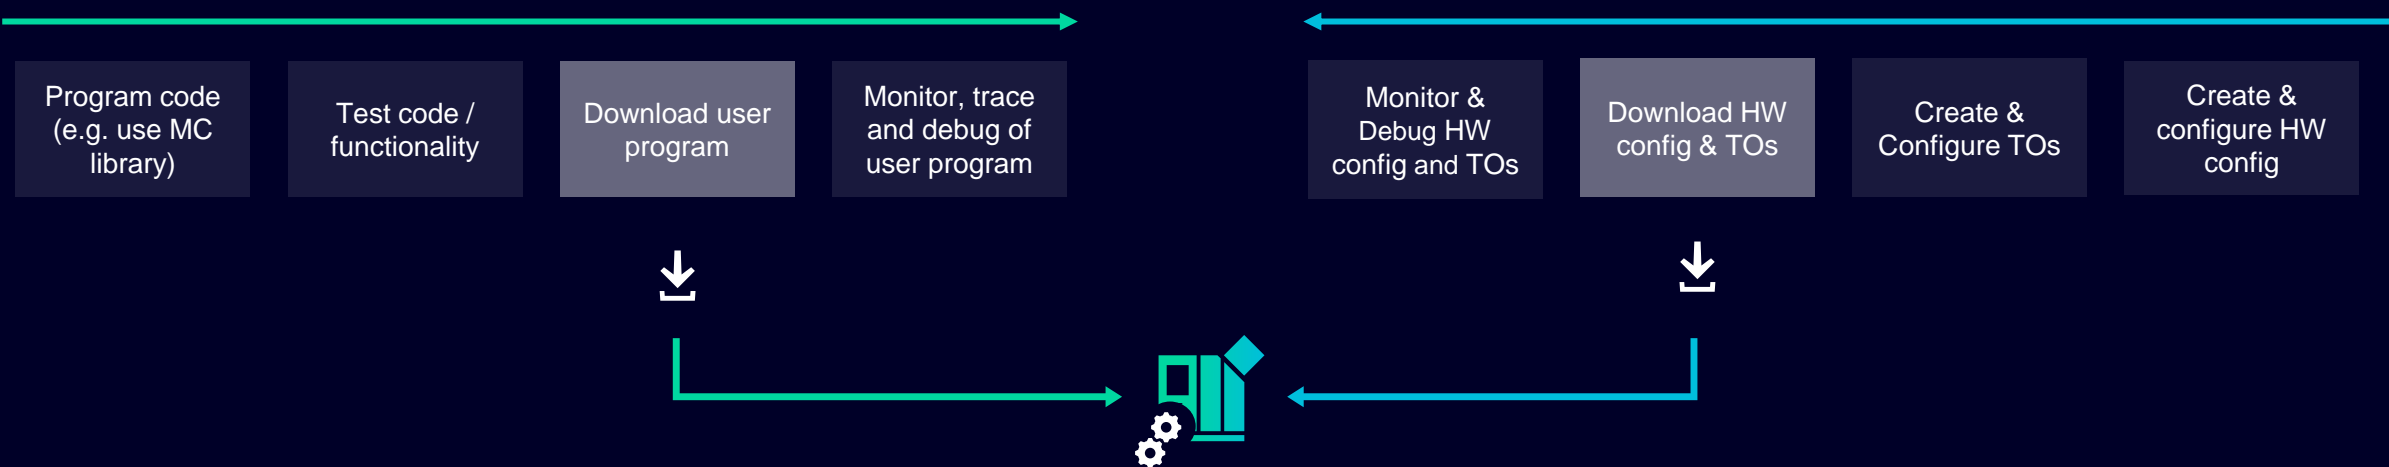 Program code
(e.g. use MC
library)
Test code /
functionality
Download user
program
Monitor, trace
and debug of
user program
Monitor &
Debug HW
config and TOs
Download HW
config & TOs
Create &
Configure TOs
Create &
configure HW
config